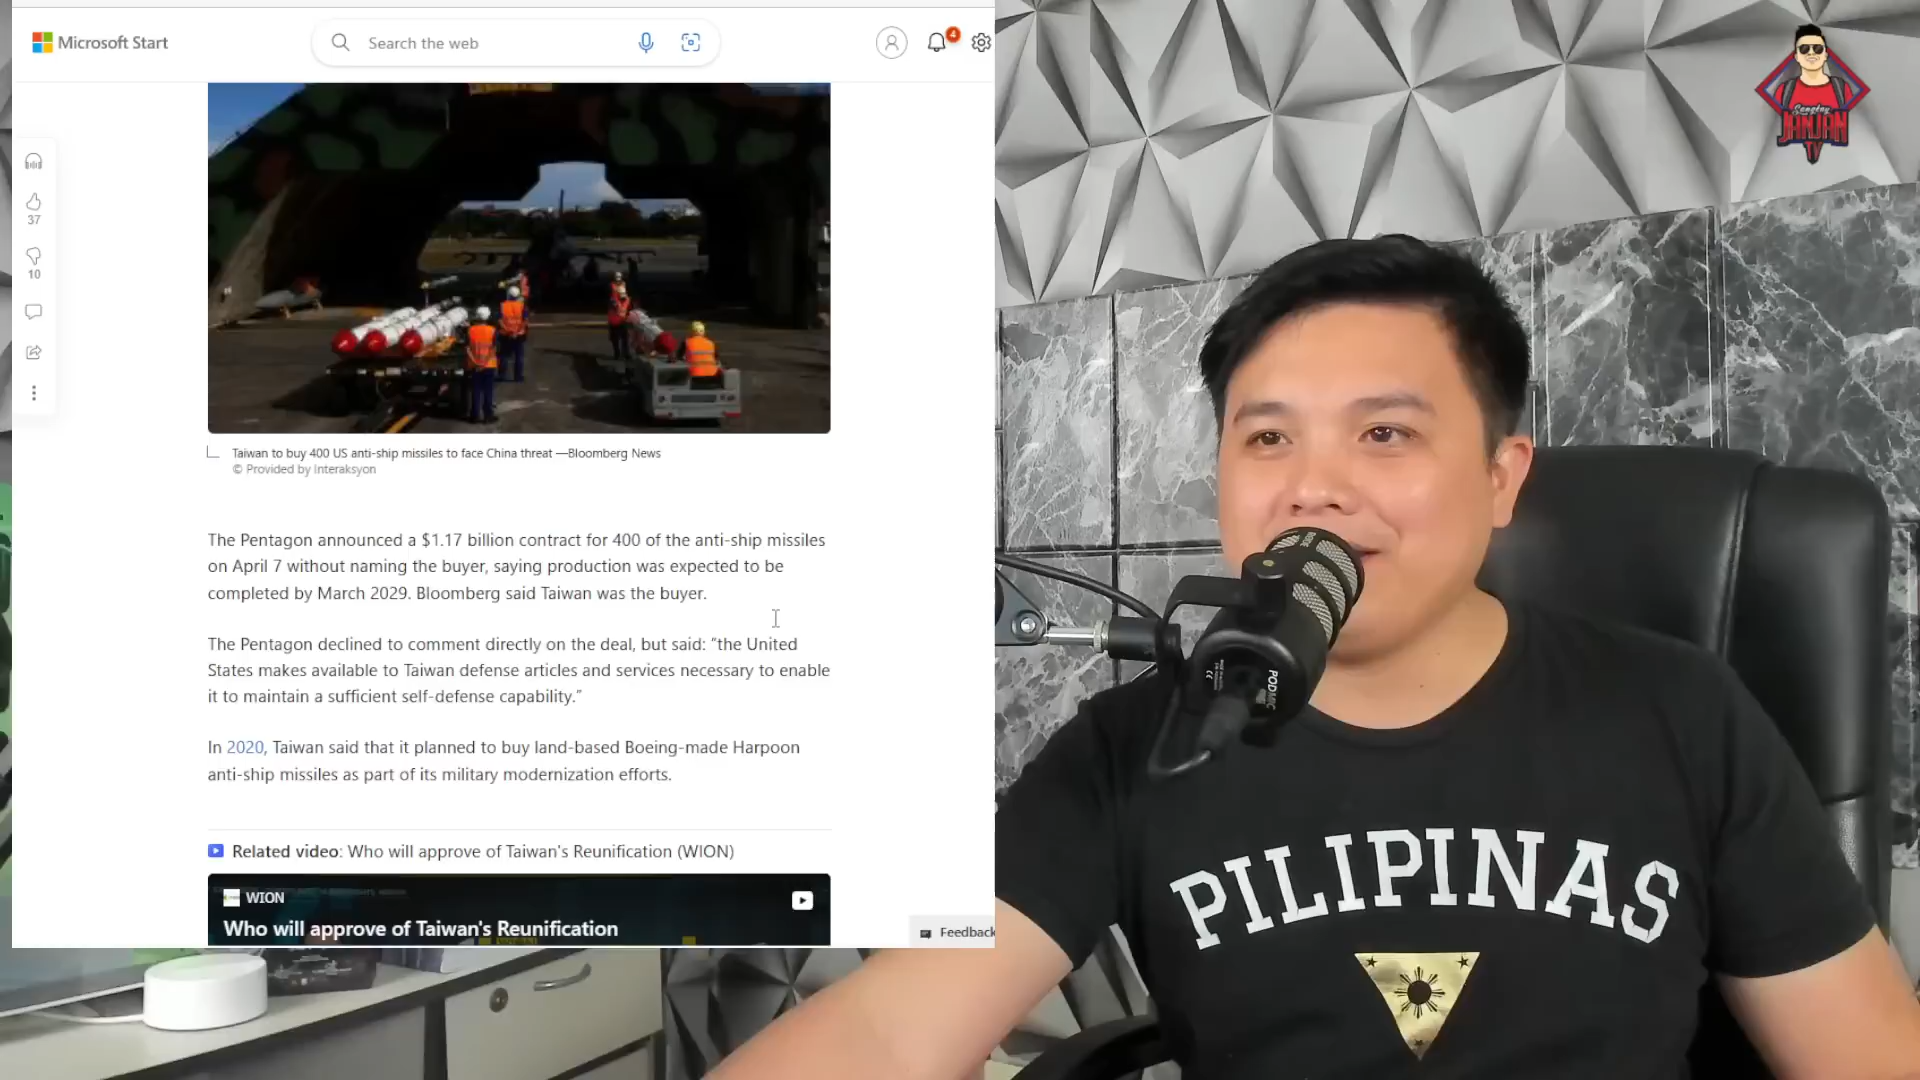 Microsoft Start
Search the web
4
37
10
Taiwan to buy 400 US anti-ship missiles to face China threat —Bloomberg News
© Provided by Interaksyon
The Pentagon announced a $1.17 billion contract for 400 of the anti-ship missiles
on April 7 without naming the buyer, saying production was expected to be
completed by March 2029. Bloomberg said Taiwan was the buyer.
The Pentagon declined to comment directly on the deal, but said: “the United
States makes available to Taiwan defense articles and services necessary to enable
it to maintain a sufficient self-defense capability.”
In 2020, Taiwan said that it planned to buy land-based Boeing-made Harpoon
anti-ship missiles as part of its military modernization efforts.
Related video: Who will approve of Taiwan's Reunification (WION)
WION
Who will approve of Taiwan's Reunification
Feedback
Sangkay
JANJAN
TV
RØDE
PODMIC
PILIPINAS